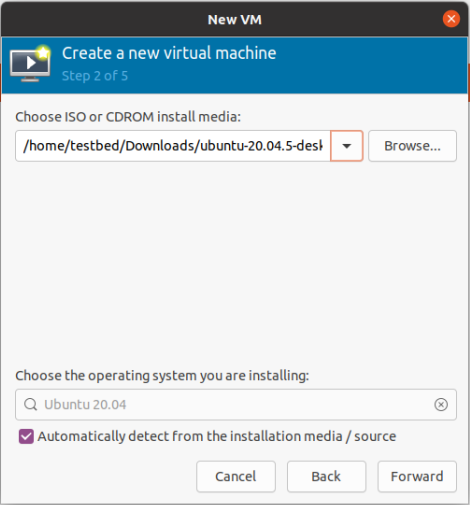 New VM
Create a new virtual machine
Step 2 of 5
Choose ISO or CDROM install media:
/home/testbed/Downloads/ubuntu-20.04.5-desk
Browse...
Choose the operating system you are installing:
Ubuntu 20.04
Automatically detect from the installation media / source
Cancel Back Forward